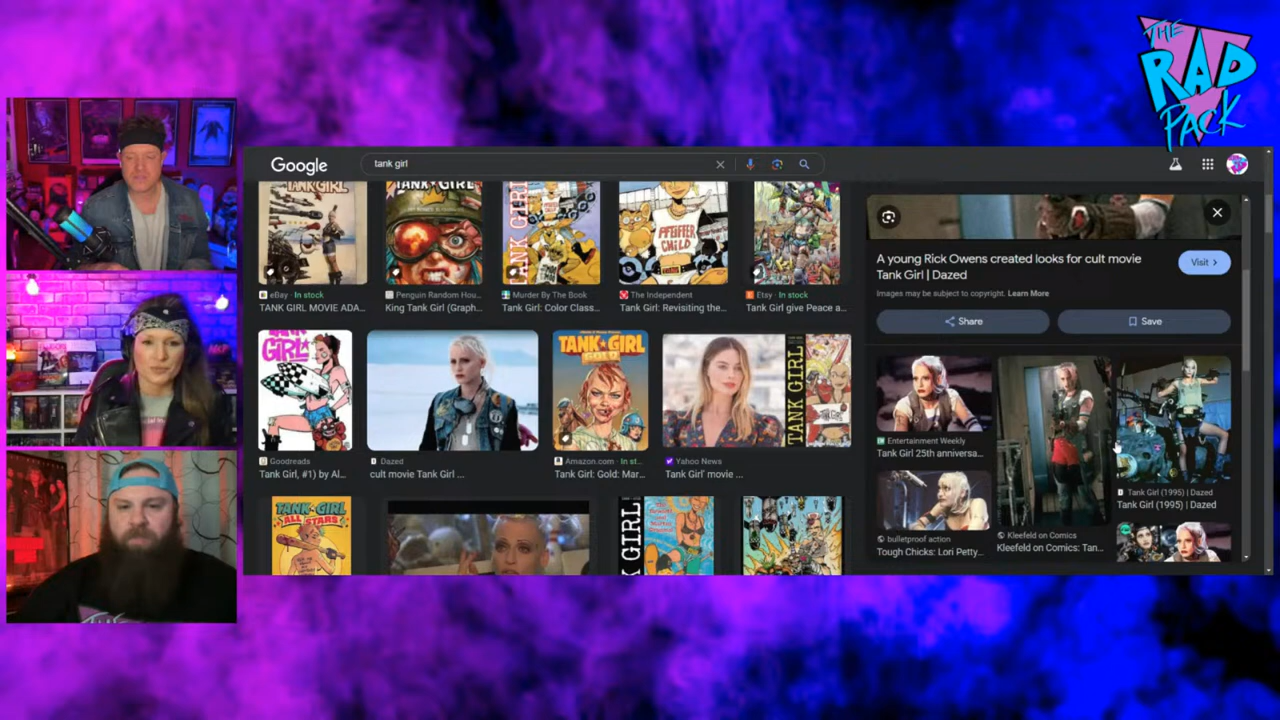 THE
RAD
PACK
Google
tank girl
TANK GIRL
TANK GIRL
TANK GIRL
PFEIFFER
CHILD
eBay · In stock
TANK GIRL MOVIE ADA...
Penguin Random Hou...
King Tank Girl (Graph...
Murder By The Book
Tank Girl: Color Class...
The Independent
Tank Girl: Revisiting the...
Etsy · In stock
Tank Girl give Peace a...
A young Rick Owens created looks for cult movie
Tank Girl | Dazed
Visit
Images may be subject to copyright. Learn More
Share
Save
GIRL
TANK GIRL
GOLD
TANK GIRL
Goodreads
Tank Girl, #1) by Al...
Dazed
cult movie Tank Girl ...
Amazon.com · In st...
Tank Girl: Gold: Mar...
Yahoo News
Tank Girl' movie ...
Entertainment Weekly
Tank Girl 25th anniversa...
bulletproof action
Tough Chicks: Lori Petty...
Kleefeld on Comics
Kleefeld on Comics: Tan...
Tank Girl (1995) | Dazed
Tank Girl (1995) | Dazed
TANK GIRL
ALL STARS
K GIRL